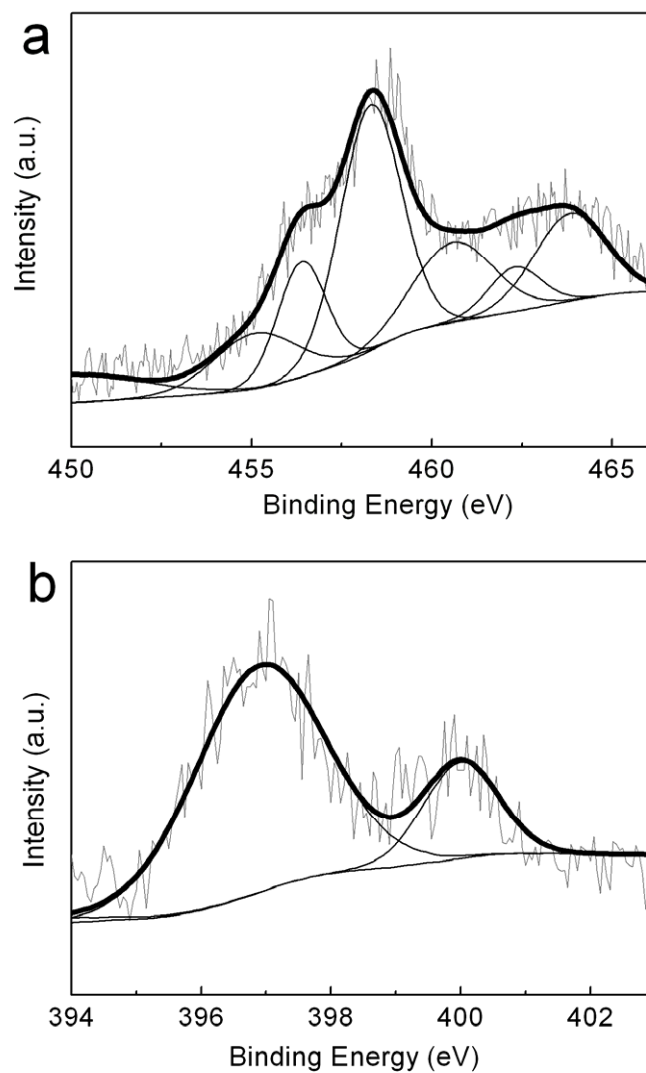 a
Intensity (a.u.)
450 455 460 465
Binding Energy (eV)
b
Intensity (a.u.)
394 396 398 400 402
Binding Energy (eV)